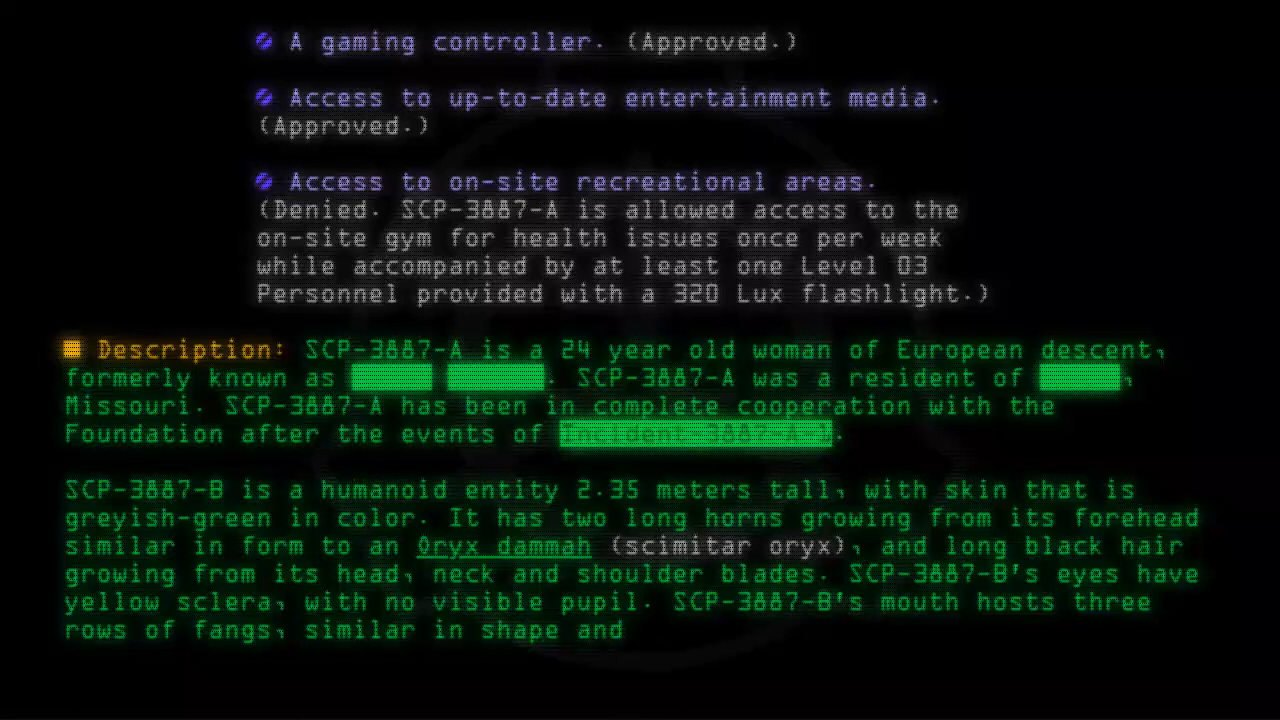 A gaming controller. (Approved.)
Access to up-to-date entertainment media.
(Approved.)
Access to on-site recreational areas.
(Denied. SCP-3887-A is allowed access to the
on-site gym for health issues once per week
while accompanied by at least one Level 03
Personnel provided with a 320 Lux flashlight.)
Description: SCP-3887-A is a 24 year old woman of European descent,
formerly known as . SCP-3887-A was a resident of ,
Missouri. SCP-3887-A has been in complete cooperation with the
Foundation after the events of Incident-3887-A-1.
SCP-3887-B is a humanoid entity 2.35 meters tall, with skin that is
greyish-green in color. It has two long horns growing from its forehead
similar in form to an Oryx dammah (scimitar oryx), and long black hair
growing from its head, neck and shoulder blades. SCP-3887-B's eyes have
yellow sclera, with no visible pupil. SCP-3887-B's mouth hosts three
rows of fangs, similar in shape and